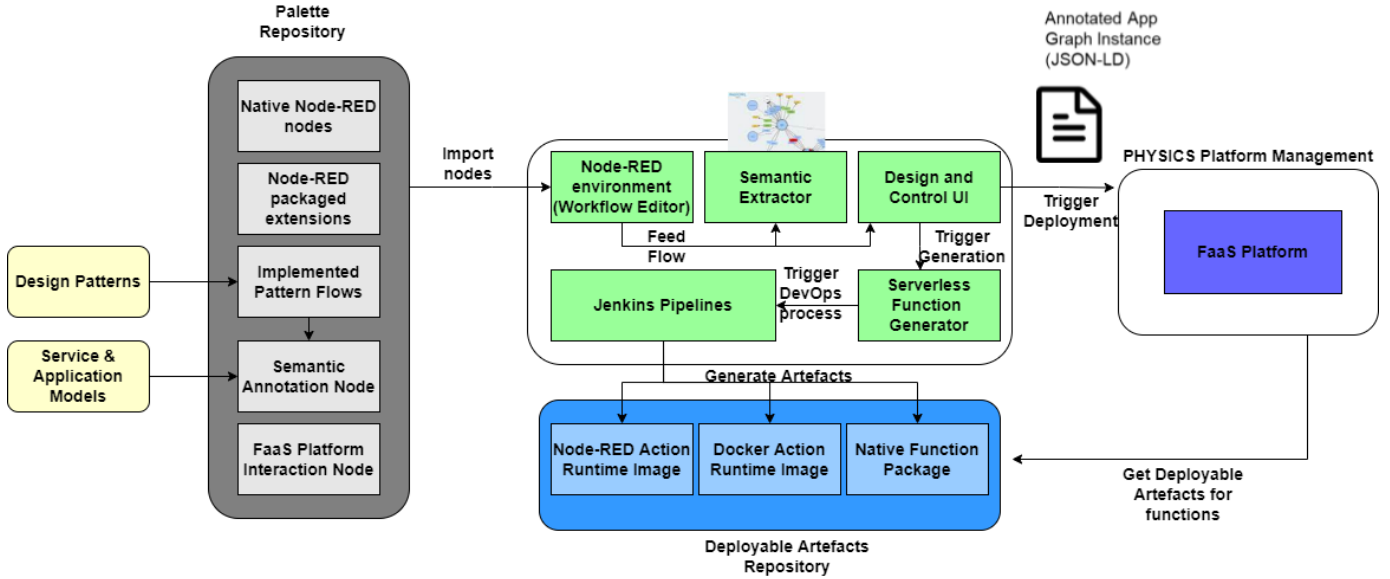 Palette
Repository
Native Node-RED
nodes
Node-RED
packaged
extensions
Implemented
Pattern Flows
Semantic
Annotation Node
FaaS Platform
Interaction Node
Design Patterns
Service &
Application
Models
Import
nodes
Node-RED
environment
(Workflow Editor)
Semantic
Extractor
Design and
Control UI
Feed
Flow
Trigger
Generation
Jenkins Pipelines
Trigger
DevOps
process
Serverless
Function
Generator
Generate Artefacts
Node-RED Action
Runtime Image
Docker Action
Runtime Image
Native Function
Package
Deployable Artefacts
Repository
Annotated App
Graph Instance
(JSON-LD)
PHYSICS Platform Management
Trigger
Deployment
FaaS Platform
Get Deployable
Artefacts for
functions